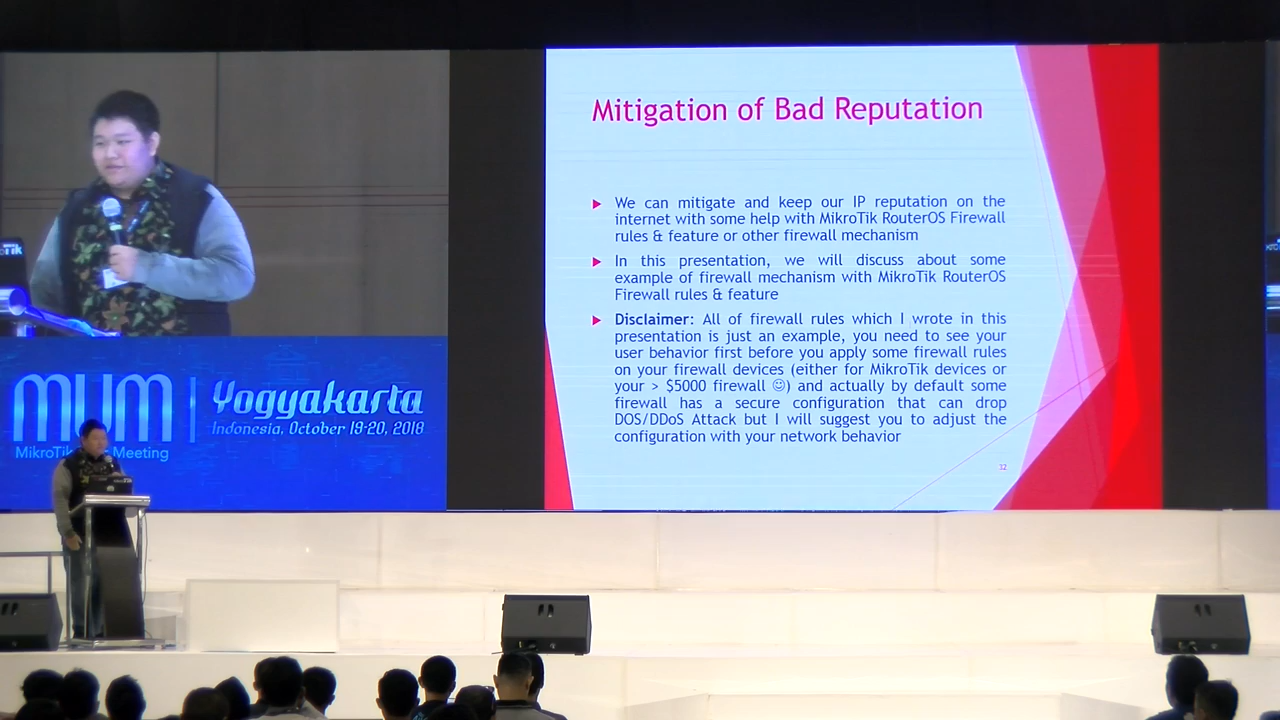 Mitigation of Bad Reputation
We can mitigate and keep our IP reputation on the
internet with some help with MikroTik RouterOS Firewall
rules & feature or other firewall mechanism
In this presentation, we will discuss about some
example of firewall mechanism with MikroTik RouterOS
Firewall rules & feature
Disclaimer: All of firewall rules which I wrote in this
presentation is just an example, you need to see your
user behavior first before you apply some firewall rules
on your firewall devices (either for MikroTik devices or
your > $5000 firewall ☺) and actually by default some
firewall has a secure configuration that can drop
DOS/DDoS Attack but I will suggest you to adjust the
configuration with your network behavior
32
MUM
Yogyakarta
Indonesia, October 19-20, 2018
MikroTik Meeting